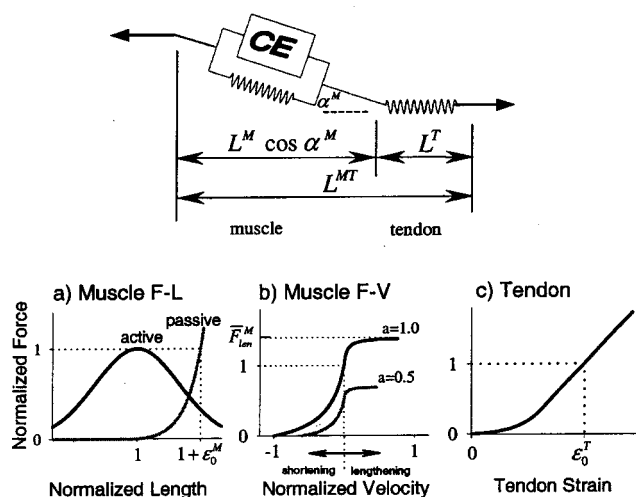 CE
α^M
L^M cos α^M
L^T
L^MT
muscle
tendon
a) Muscle F-L
b) Muscle F-V
c) Tendon
Normalized Force
1
0
active
passive
1
1 + ε_0^M
Normalized Length
F̅_len^M
1
0
a=1.0
a=0.5
-1
0
1
shortening
lengthening
Normalized Velocity
1
0
ε_0^T
Tendon Strain